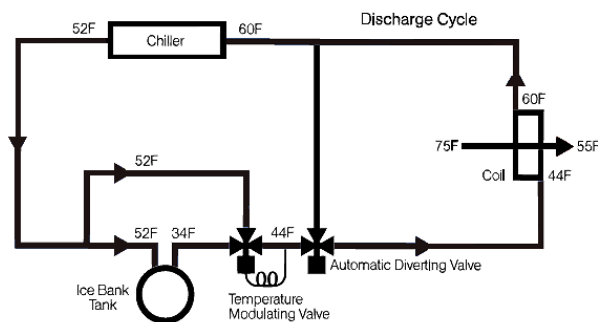 Discharge Cycle
52F
Chiller
60F
60F
75F
55F
Coil
44F
52F
52F
34F
44F
Automatic Diverting Valve
Ice Bank
Tank
Temperature
Modulating Valve